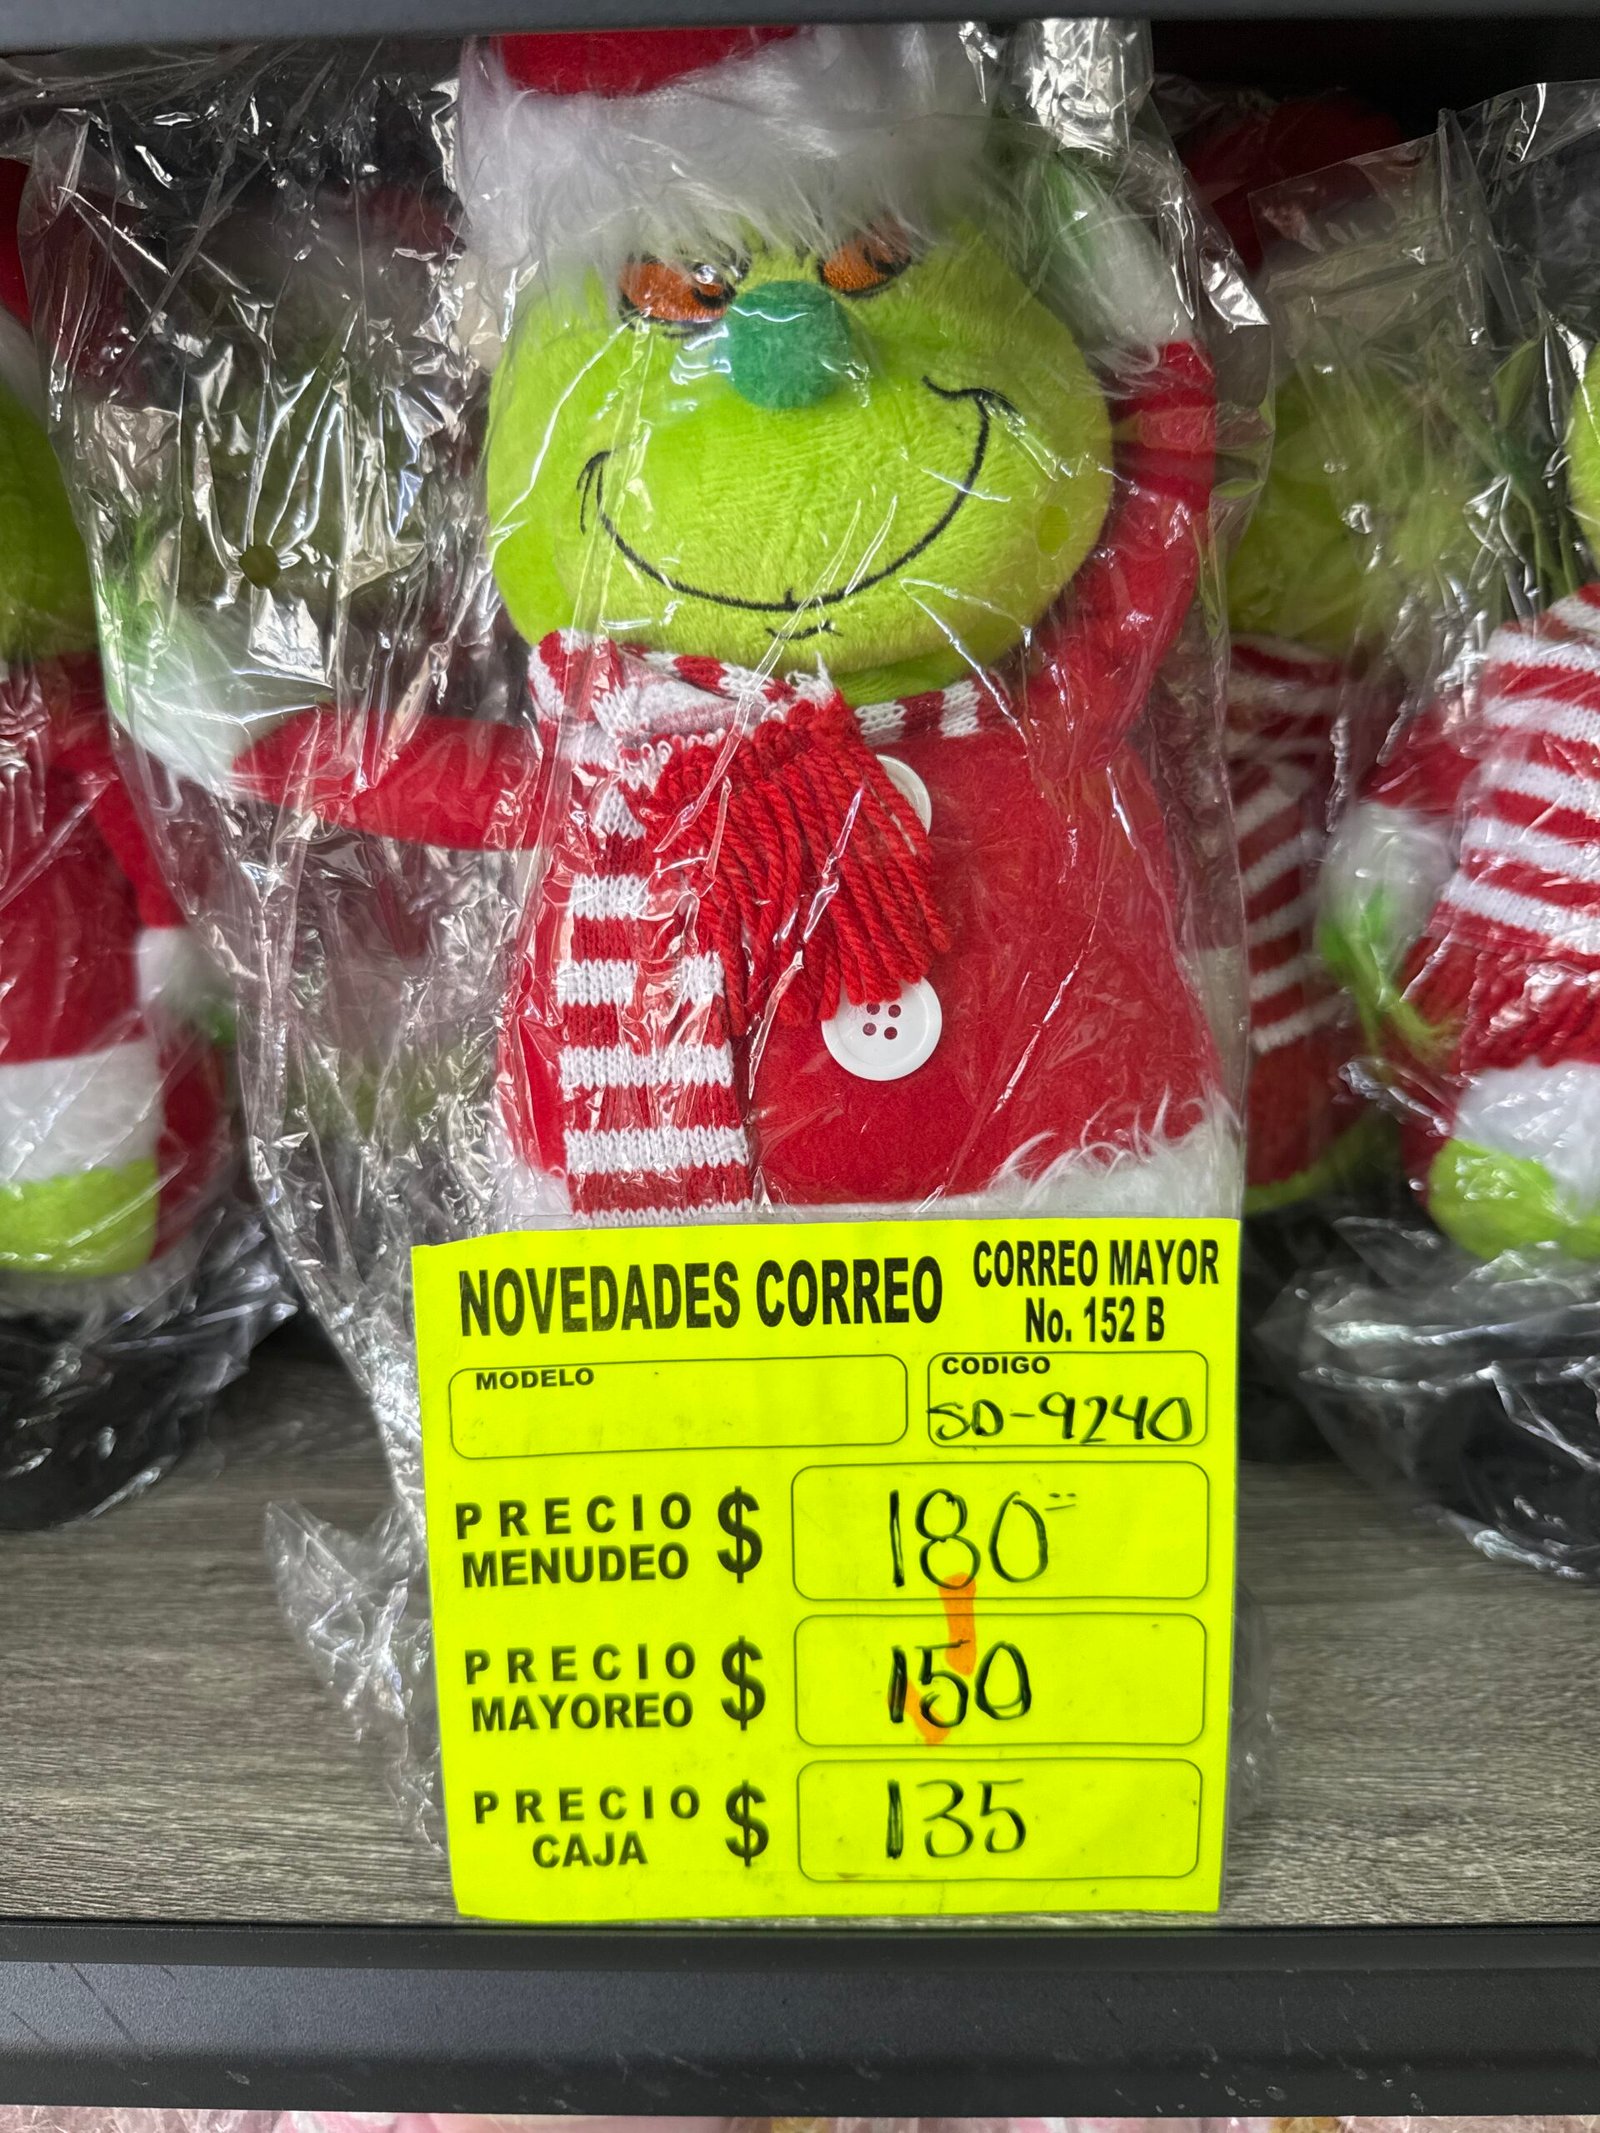 NOVEDADES CORREO
CORREO MAYOR
No. 152 B
MODELO
CODIGO
SD-9240
PRECIO
MENUDEO $ 180=
PRECIO
MAYOREO $ 150
PRECIO
CAJA $ 135